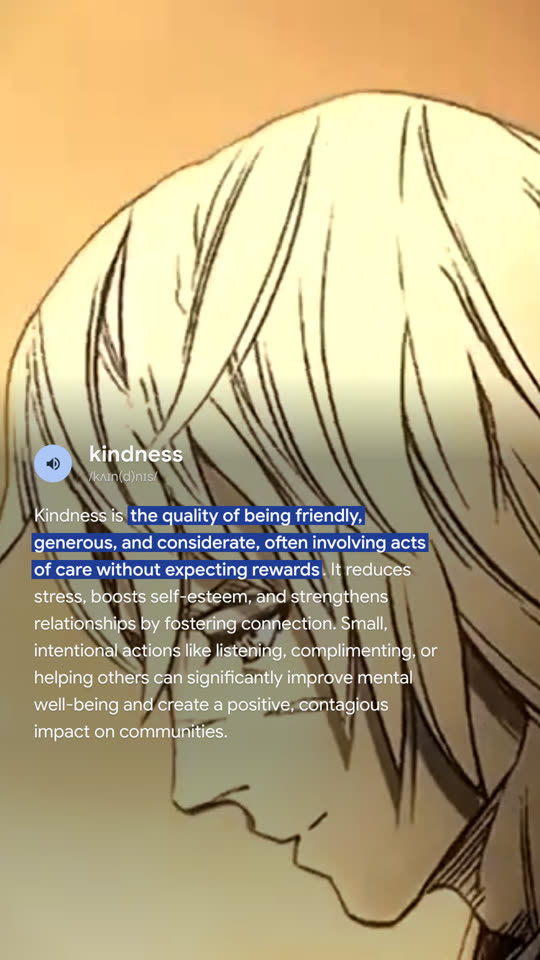 kindness
/kʌɪn(d)nɪs/
Kindness is the quality of being friendly,
generous, and considerate, often involving acts
of care without expecting rewards. It reduces
stress, boosts self-esteem, and strengthens
relationships by fostering connection. Small,
intentional actions like listening, complimenting, or
helping others can significantly improve mental
well-being and create a positive, contagious
impact on communities.